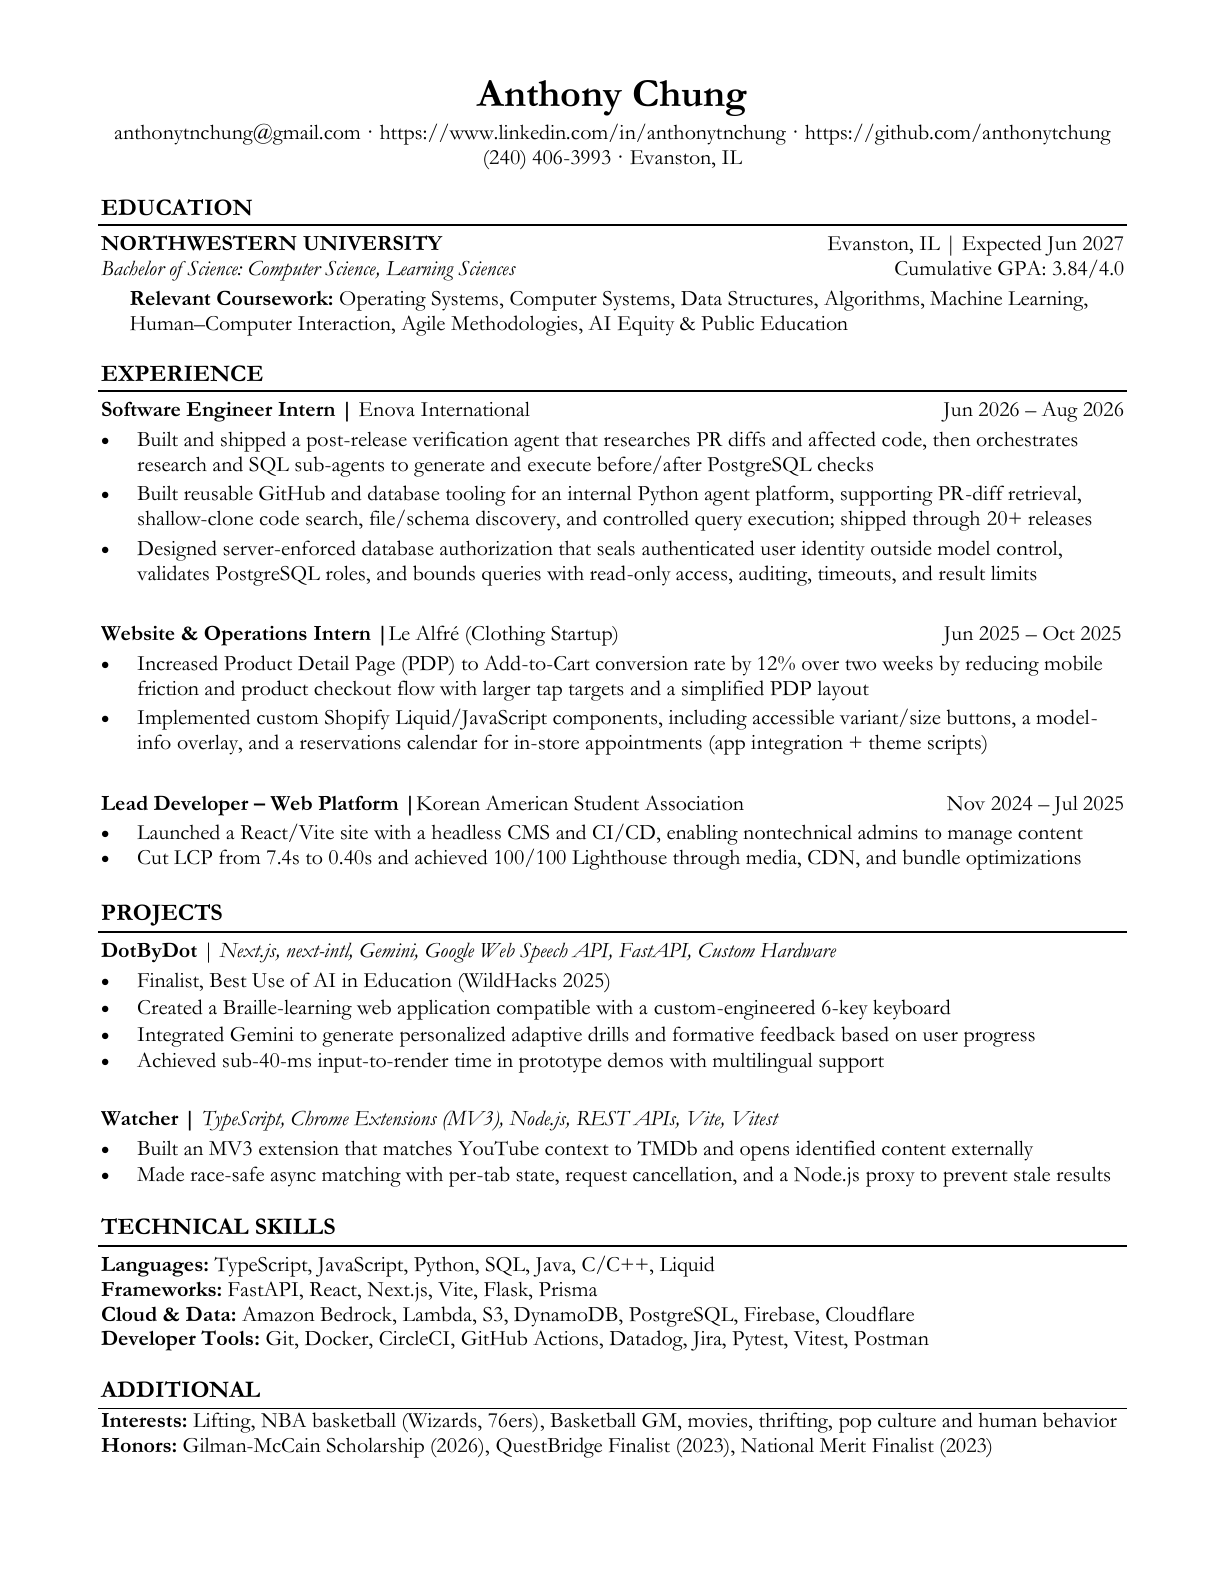 Anthony Chung
anthonytnchung@gmail.com · https://www.linkedin.com/in/anthonytnchung · https://github.com/anthonytchung
(240) 406-3993 · Evanston, IL
EDUCATION
NORTHWESTERN UNIVERSITY Evanston, IL | Expected Jun 2027
Bachelor of Science: Computer Science, Learning Sciences Cumulative GPA: 3.84/4.0
Relevant Coursework: Operating Systems, Computer Systems, Data Structures, Algorithms, Machine Learning,
Human–Computer Interaction, Agile Methodologies, AI Equity & Public Education
EXPERIENCE
Software Engineer Intern | Enova International Jun 2026 – Aug 2026
• Built and shipped a post-release verification agent that researches PR diffs and affected code, then orchestrates
research and SQL sub-agents to generate and execute before/after PostgreSQL checks
• Built reusable GitHub and database tooling for an internal Python agent platform, supporting PR-diff retrieval,
shallow-clone code search, file/schema discovery, and controlled query execution; shipped through 20+ releases
• Designed server-enforced database authorization that seals authenticated user identity outside model control,
validates PostgreSQL roles, and bounds queries with read-only access, auditing, timeouts, and result limits
Website & Operations Intern |Le Alfré (Clothing Startup) Jun 2025 – Oct 2025
• Increased Product Detail Page (PDP) to Add-to-Cart conversion rate by 12% over two weeks by reducing mobile
friction and product checkout flow with larger tap targets and a simplified PDP layout
• Implemented custom Shopify Liquid/JavaScript components, including accessible variant/size buttons, a model-
info overlay, and a reservations calendar for in-store appointments (app integration + theme scripts)
Lead Developer – Web Platform |Korean American Student Association Nov 2024 – Jul 2025
• Launched a React/Vite site with a headless CMS and CI/CD, enabling nontechnical admins to manage content
• Cut LCP from 7.4s to 0.40s and achieved 100/100 Lighthouse through media, CDN, and bundle optimizations
PROJECTS
DotByDot | Next.js, next-intl, Gemini, Google Web Speech API, FastAPI, Custom Hardware
• Finalist, Best Use of AI in Education (WildHacks 2025)
• Created a Braille-learning web application compatible with a custom-engineered 6-key keyboard
• Integrated Gemini to generate personalized adaptive drills and formative feedback based on user progress
• Achieved sub-40-ms input-to-render time in prototype demos with multilingual support
Watcher | TypeScript, Chrome Extensions (MV3), Node.js, REST APIs, Vite, Vitest
• Built an MV3 extension that matches YouTube context to TMDb and opens identified content externally
• Made race-safe async matching with per-tab state, request cancellation, and a Node.js proxy to prevent stale results
TECHNICAL SKILLS
Languages: TypeScript, JavaScript, Python, SQL, Java, C/C++, Liquid
Frameworks: FastAPI, React, Next.js, Vite, Flask, Prisma
Cloud & Data: Amazon Bedrock, Lambda, S3, DynamoDB, PostgreSQL, Firebase, Cloudflare
Developer Tools: Git, Docker, CircleCI, GitHub Actions, Datadog, Jira, Pytest, Vitest, Postman
ADDITIONAL
Interests: Lifting, NBA basketball (Wizards, 76ers), Basketball GM, movies, thrifting, pop culture and human behavior
Honors: Gilman-McCain Scholarship (2026), QuestBridge Finalist (2023), National Merit Finalist (2023)